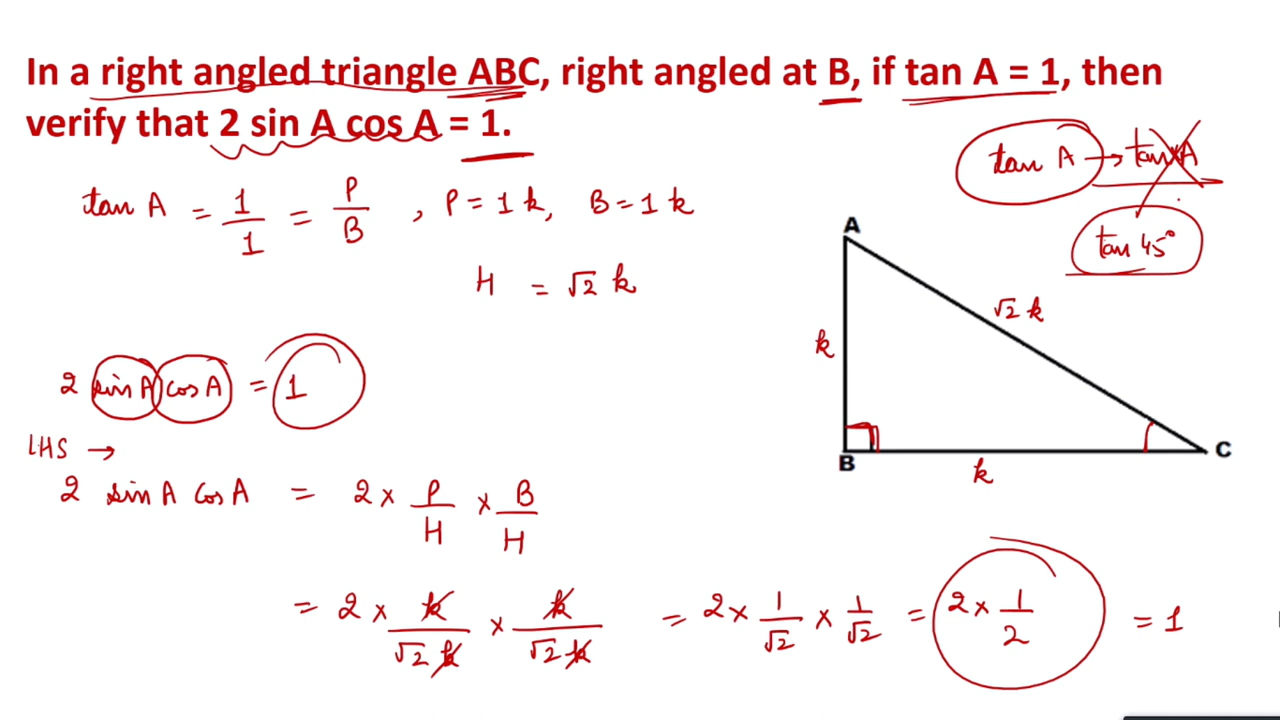 In a right angled triangle ABC, right angled at B, if tan A = 1, then
verify that 2 sin A cos A = 1.
tan A → tan × A
tan 45°
tan A = 1/1 = P/B , P = 1k, B = 1k
H = √2 k
A
√2 k
k
B
k
C
2 sin A cos A = 1
LHS →
2 sin A cos A = 2 × P/H × B/H
= 2 × k/√2 k × k/√2 k = 2 × 1/√2 × 1/√2 = 2 × 1/2 = 1